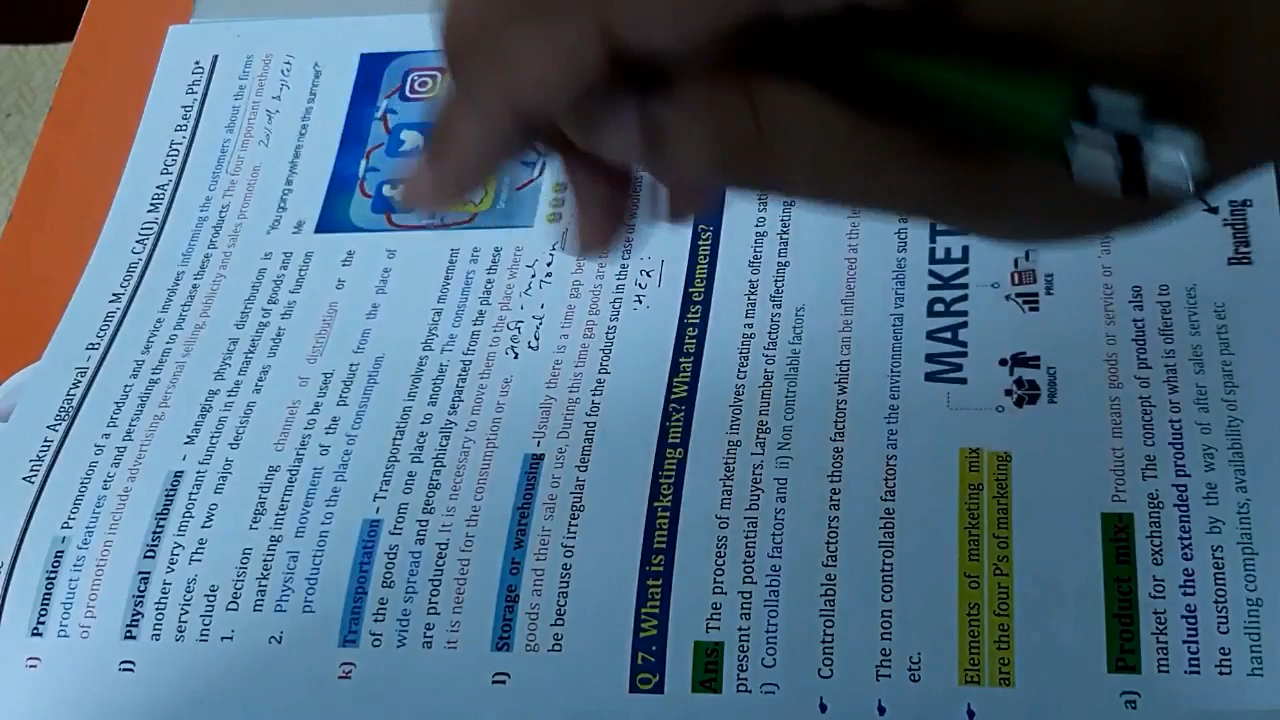 Ankur Aggarwal – B.com, M.com, CA(I), MBA, PGDT, B.ed., Ph.D*
i) Promotion – Promotion of a product and service involves informing the customers about the firms
product its features etc and persuading them to purchase these products. The four important methods
of promotion include advertising, personal selling, publicity and sales promotion.
j) Physical Distribution – Managing physical distribution is
another very important function in the marketing of goods and
services. The two major decision areas under this function
include
1. Decision regarding channels of distribution or the
marketing intermediaries to be used.
2. Physical movement of the product from the place of
production to the place of consumption.
"You going anywhere nice this summer?"
Me:
k) Transportation – Transportation involves physical movement
of the goods from one place to another. The consumers are
wide spread and geographically separated from the place these
are produced. It is necessary to move them to the place where
it is needed for the consumption or use.
l) Storage or warehousing –Usually there is a time gap
goods and their sale or use. During this time gap goods are
be because of irregular demand for the products such in the case of woolens
Q 7. What is marketing mix? What are its elements?
Ans. The process of marketing involves creating a market offering to
present and potential buyers. Large number of factors affecting marketing
i) Controllable factors and ii) Non controllable factors.
Controllable factors are those factors which can be influenced at the
The non controllable factors are the environmental variables such
etc.
Elements of marketing mix
are the four P's of marketing.
MARKET
PRODUCT
PRICE
a) Product mix- Product means goods or service or 'any
market for exchange. The concept of product also
include the extended product or what is offered to
the customers by the way of after sales services,
handling complaints, availability of spare parts etc
Branding